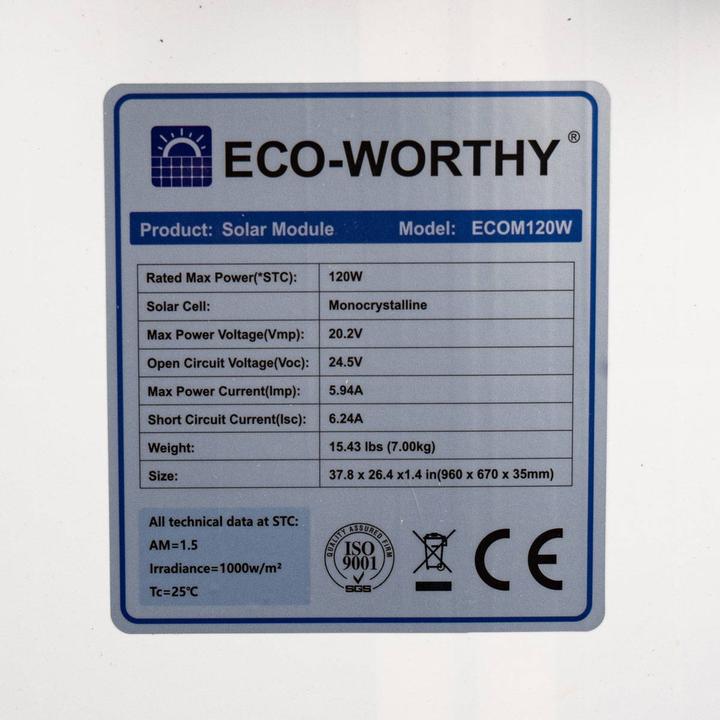 ECO-WORTHY®
Product: Solar Module Model: ECOM120W
Rated Max Power(*STC): 120W
Solar Cell: Monocrystalline
Max Power Voltage(Vmp): 20.2V
Open Circuit Voltage(Voc): 24.5V
Max Power Current(Imp): 5.94A
Short Circuit Current(Isc): 6.24A
Weight: 15.43 lbs (7.00kg)
Size: 37.8 x 26.4 x1.4 in(960 x 670 x 35mm)
All technical data at STC:
AM=1.5
Irradiance=1000w/m²
Tc=25℃
QUALITY ASSURED FIRM
ISO
9001
SGS
CE